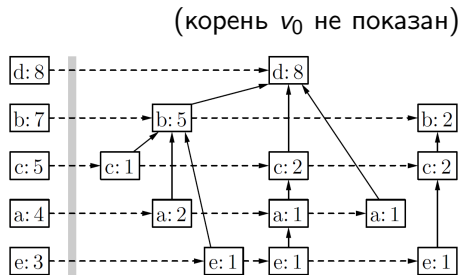 (корень v₀ не показан)
d: 8 d: 8
b: 7 b: 5 b: 2
c: 5 c: 1 c: 2 c: 2
a: 4 a: 2 a: 1 a: 1
e: 3 e: 1 e: 1 e: 1